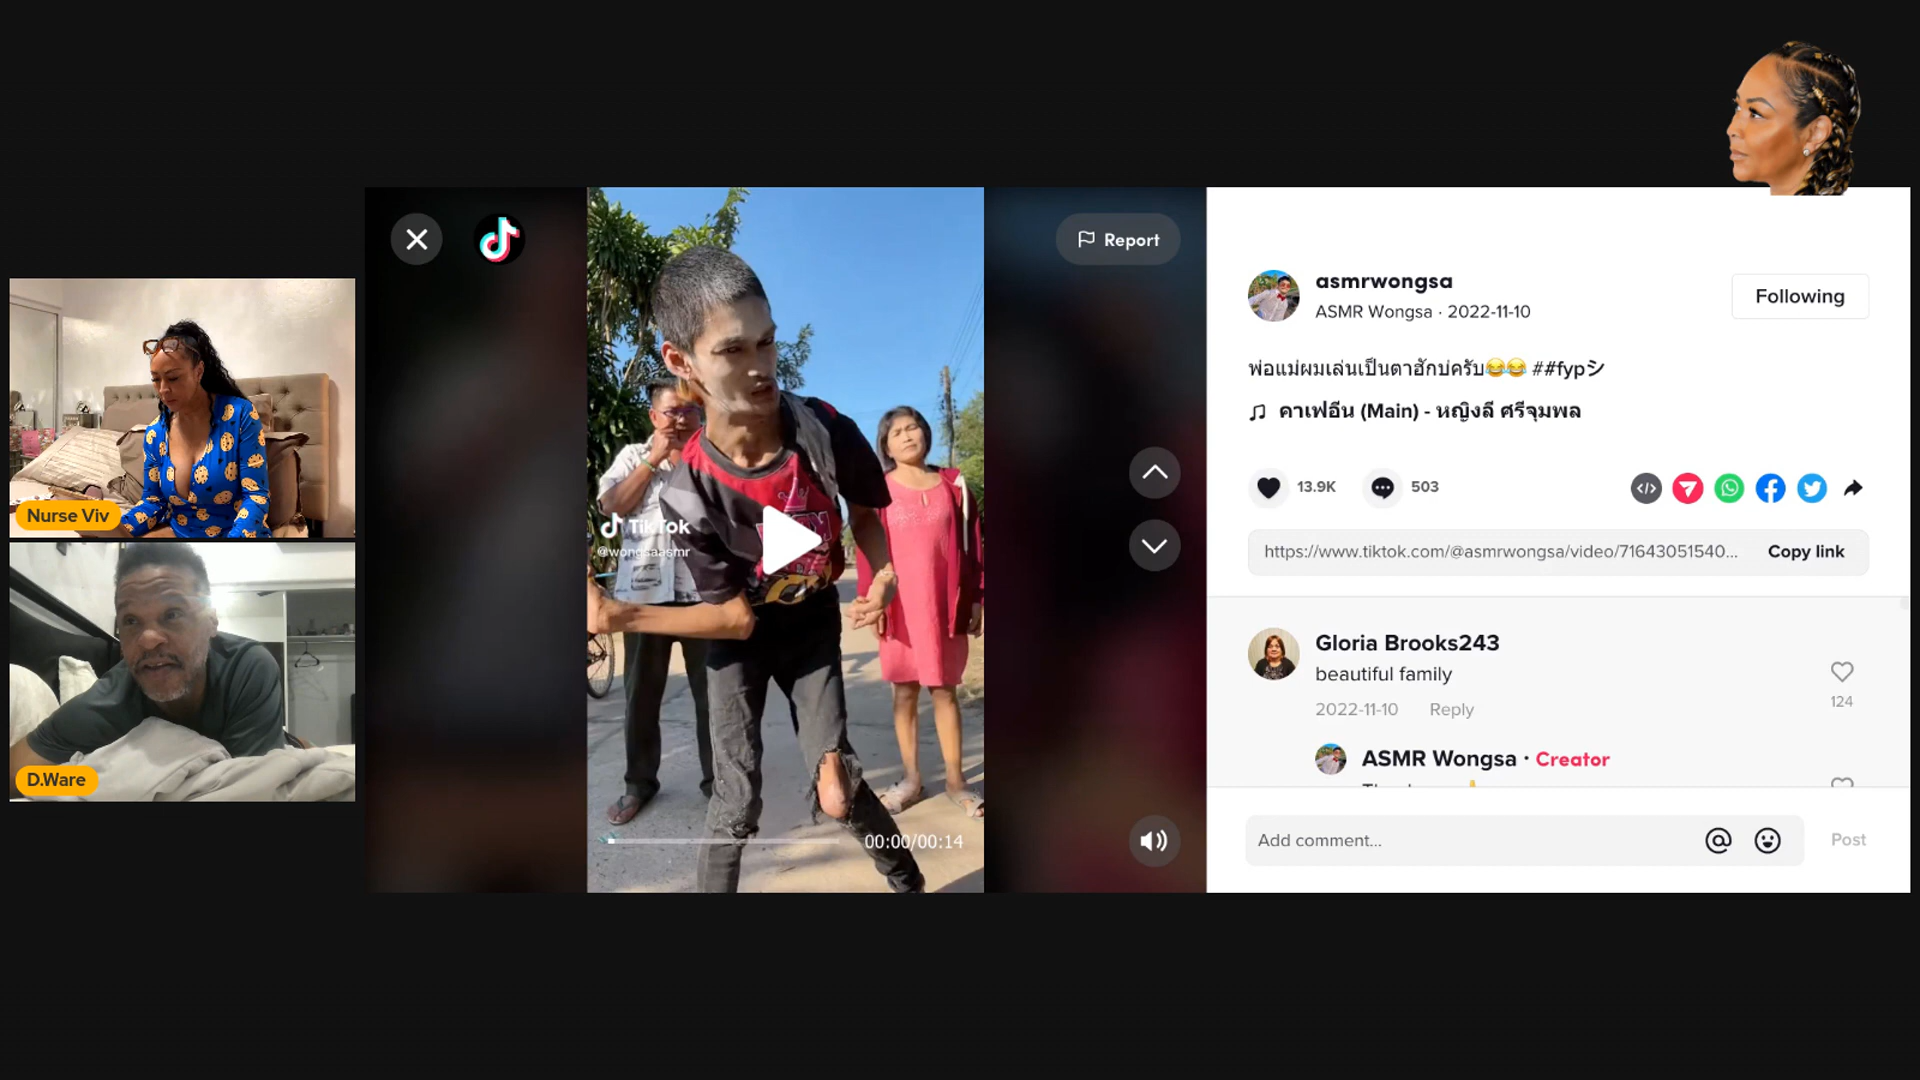 Nurse Viv
D.Ware
TikTok
@wongsaasmr
00:00/00:14
Report
asmrwongsa
ASMR Wongsa · 2022-11-10
Following
พ่อแม่ผมเล่นเป็นตาฮักบ่ครับ😂😂 ##fypシ
คาเฟอีน (Main) - หญิงลี ศรีจุมพล
13.9K
503
https://www.tiktok.com/@asmrwongsa/video/71643051540...
Copy link
Gloria Brooks243
beautiful family
2022-11-10 Reply
124
ASMR Wongsa · Creator
Add comment...
Post